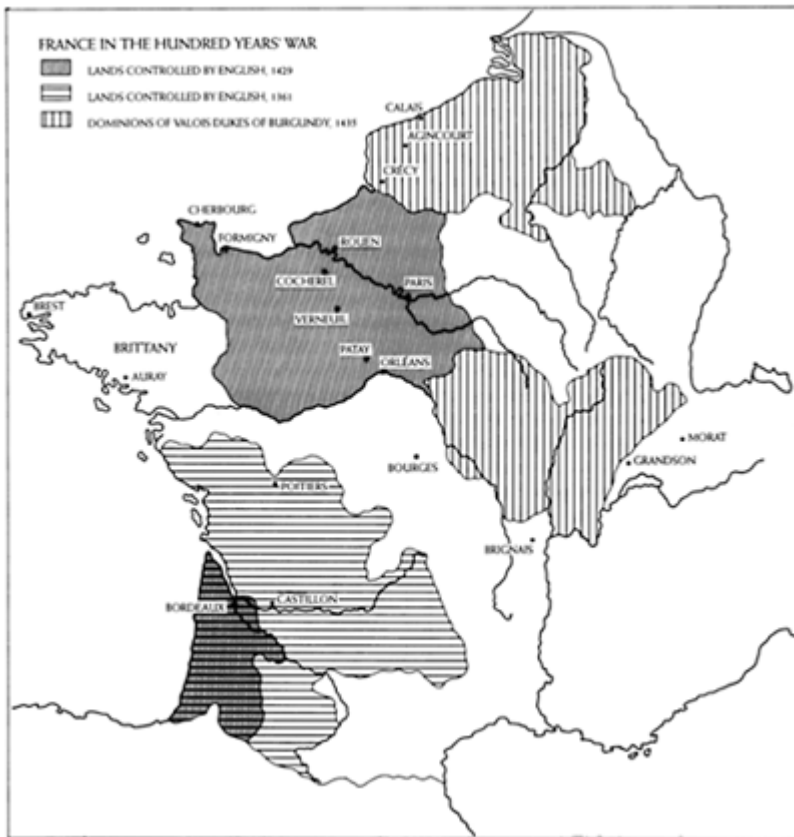 FRANCE IN THE HUNDRED YEARS' WAR
LANDS CONTROLLED BY ENGLISH, 1429
LANDS CONTROLLED BY ENGLISH, 1361
DOMINIONS OF VALOIS DUKES OF BURGUNDY, 1435
CALAIS
AGINCOURT
CRÉCY
CHERBOURG
FORMIGNY
ROUEN
COCHEREL
PARIS
VERNEUIL
BREST
BRITTANY
PATAY
ORLÉANS
AURAY
MORAT
BOURGES
GRANDSON
POITIERS
BRIGNAIS
CASTILLON
BORDEAUX